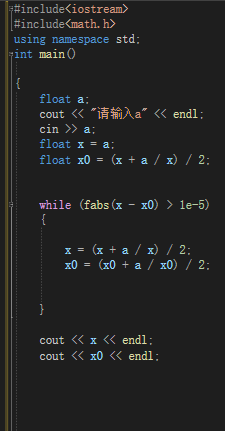 #include<iostream>
#include<math.h>
using namespace std;
int main()
{
float a;
cout << "请输入a" << endl;
cin >> a;
float x = a;
float x0 = (x + a / x) / 2;
while (fabs(x - x0) > 1e-5)
{
x = (x + a / x) / 2;
x0 = (x0 + a / x0) / 2;
}
cout << x << endl;
cout << x0 << endl;